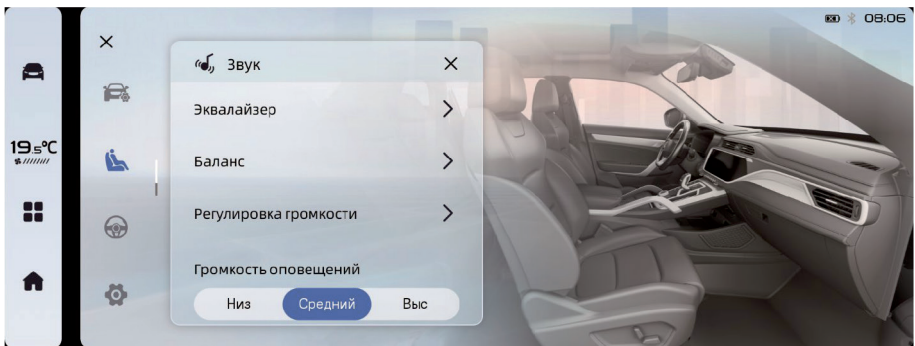 08:06
Звук
Эквалайзер
19.5°C
Баланс
Регулировка громкости
Громкость оповещений
Низ Средний Выс